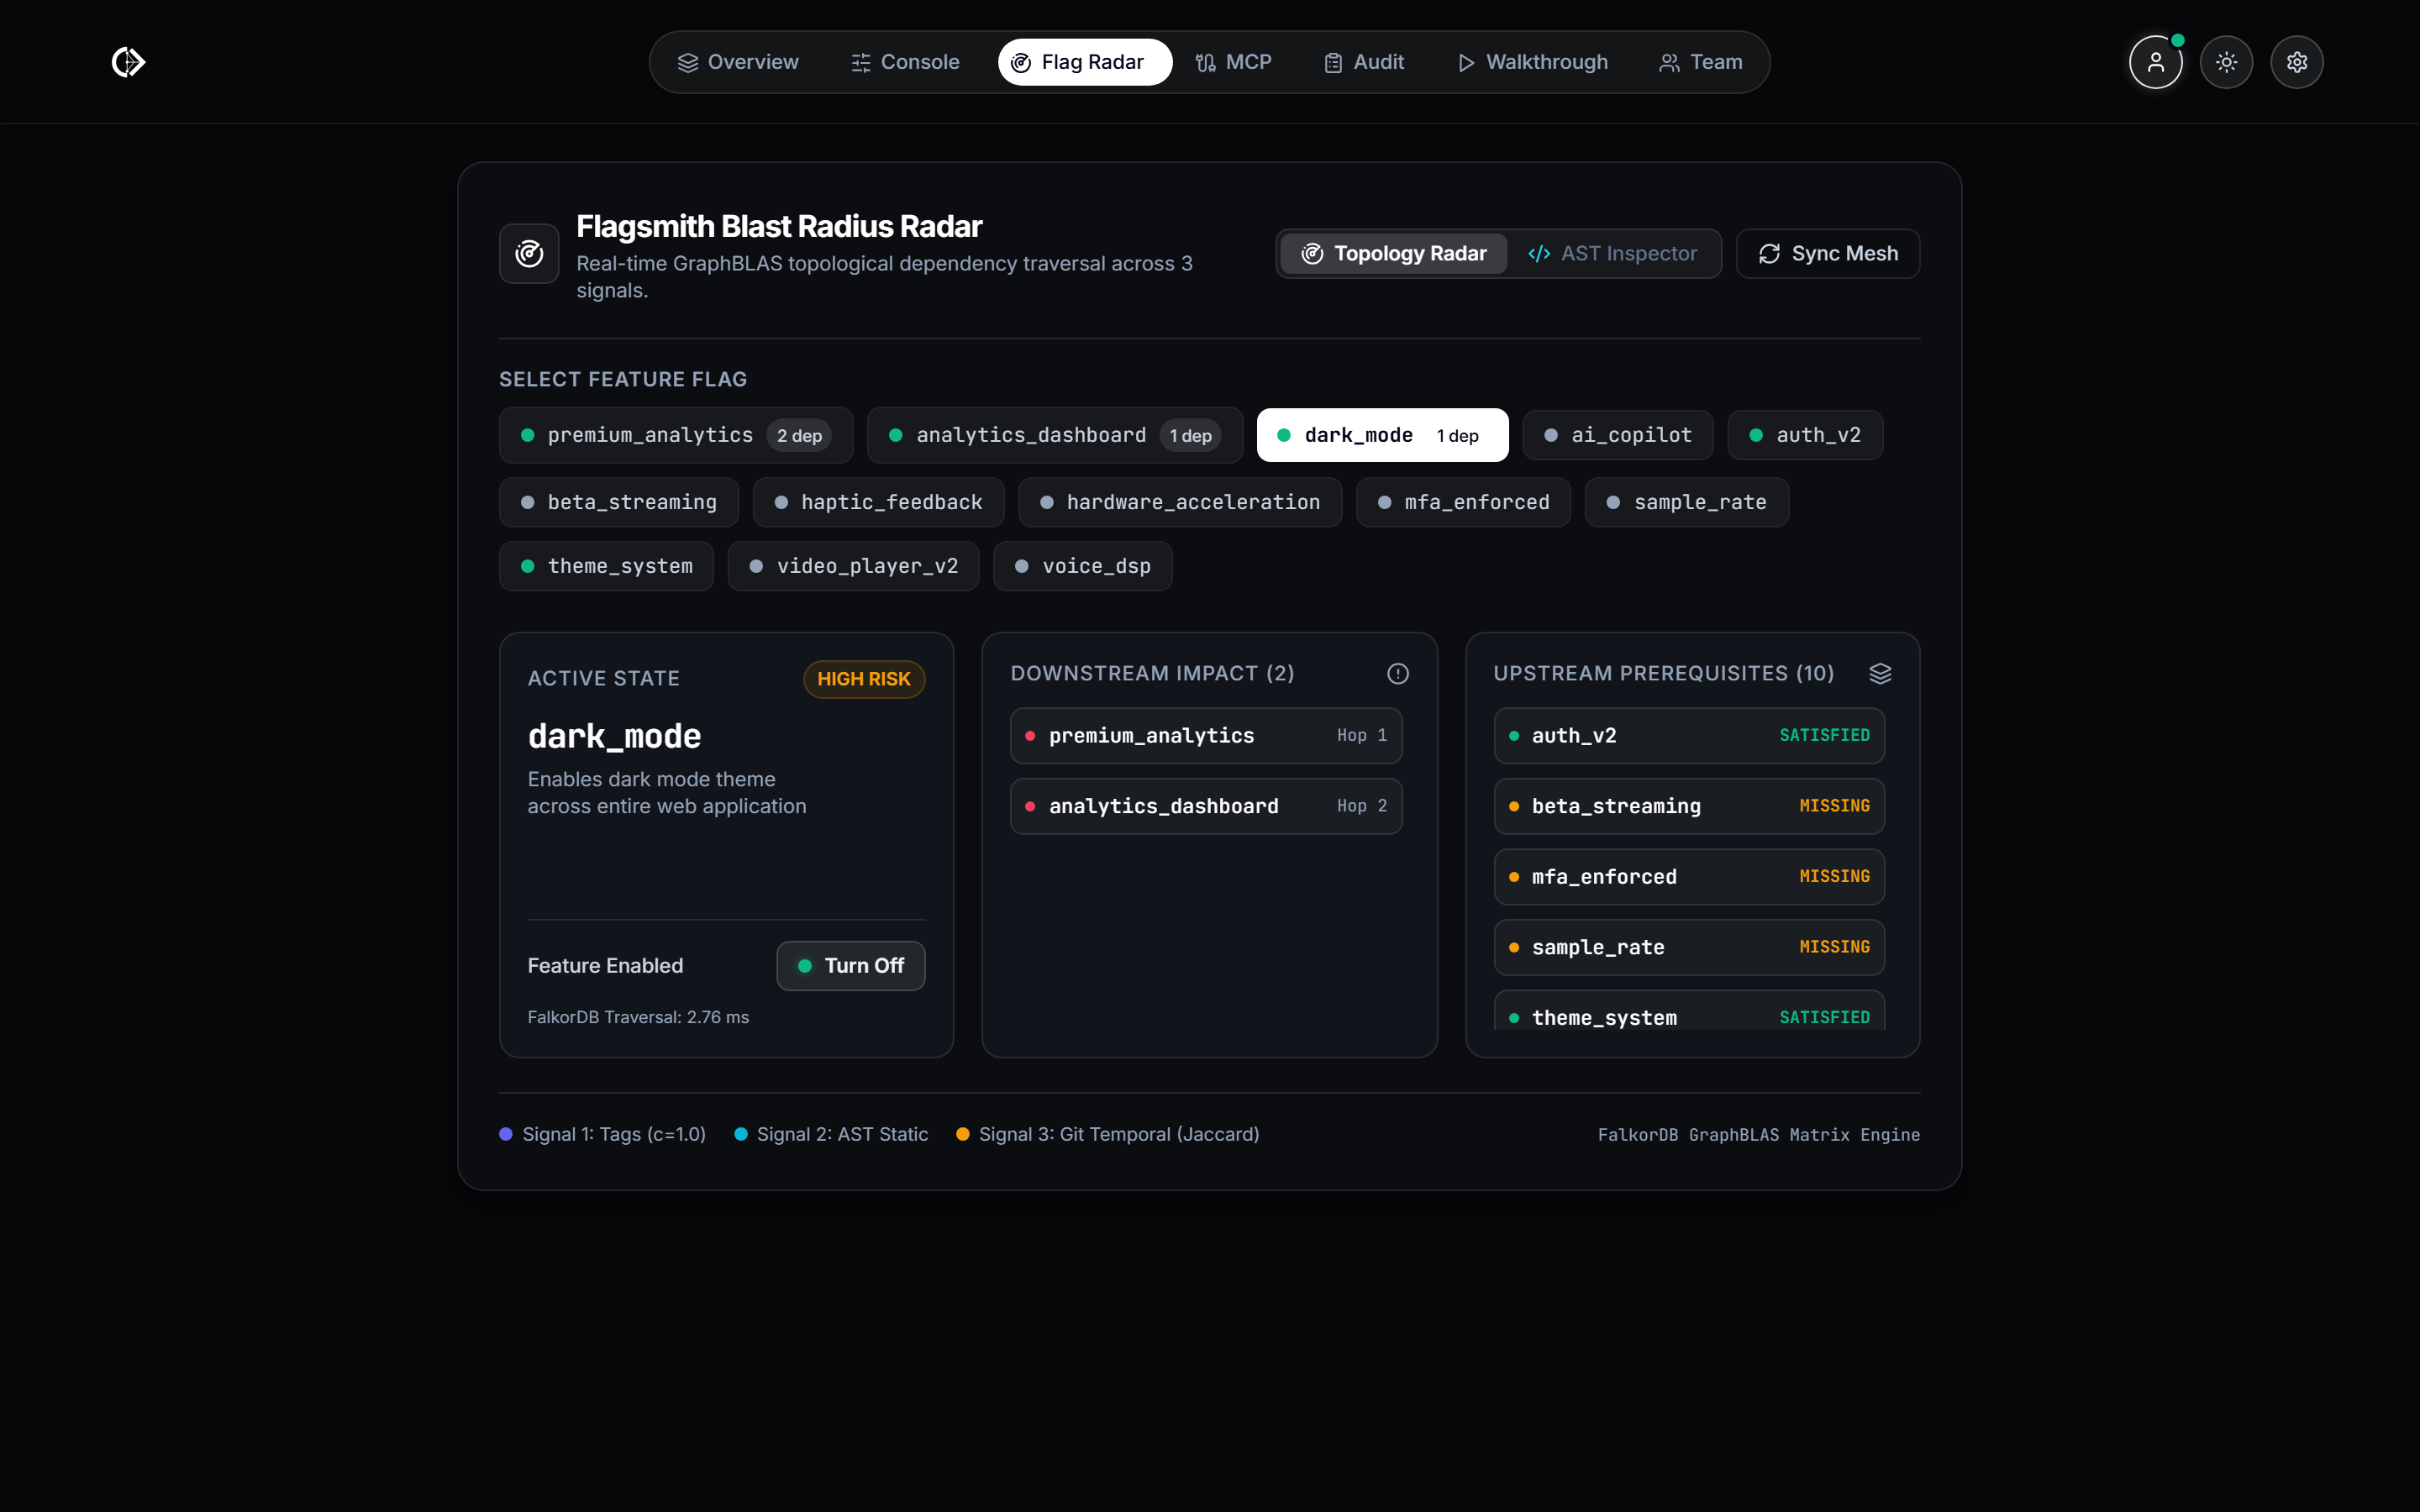 Overview Console Flag Radar MCP Audit Walkthrough Team
Flagsmith Blast Radius Radar
Real-time GraphBLAS topological dependency traversal across 3
signals.
Topology Radar </> AST Inspector Sync Mesh
SELECT FEATURE FLAG
premium_analytics 2 dep analytics_dashboard 1 dep dark_mode 1 dep ai_copilot auth_v2
beta_streaming haptic_feedback hardware_acceleration mfa_enforced sample_rate
theme_system video_player_v2 voice_dsp
ACTIVE STATE HIGH RISK
dark_mode
Enables dark mode theme
across entire web application
Feature Enabled Turn Off
FalkorDB Traversal: 2.76 ms
DOWNSTREAM IMPACT (2)
premium_analytics Hop 1
analytics_dashboard Hop 2
UPSTREAM PREREQUISITES (10)
auth_v2 SATISFIED
beta_streaming MISSING
mfa_enforced MISSING
sample_rate MISSING
theme_system SATISFIED
Signal 1: Tags (c=1.0) Signal 2: AST Static Signal 3: Git Temporal (Jaccard)
FalkorDB GraphBLAS Matrix Engine